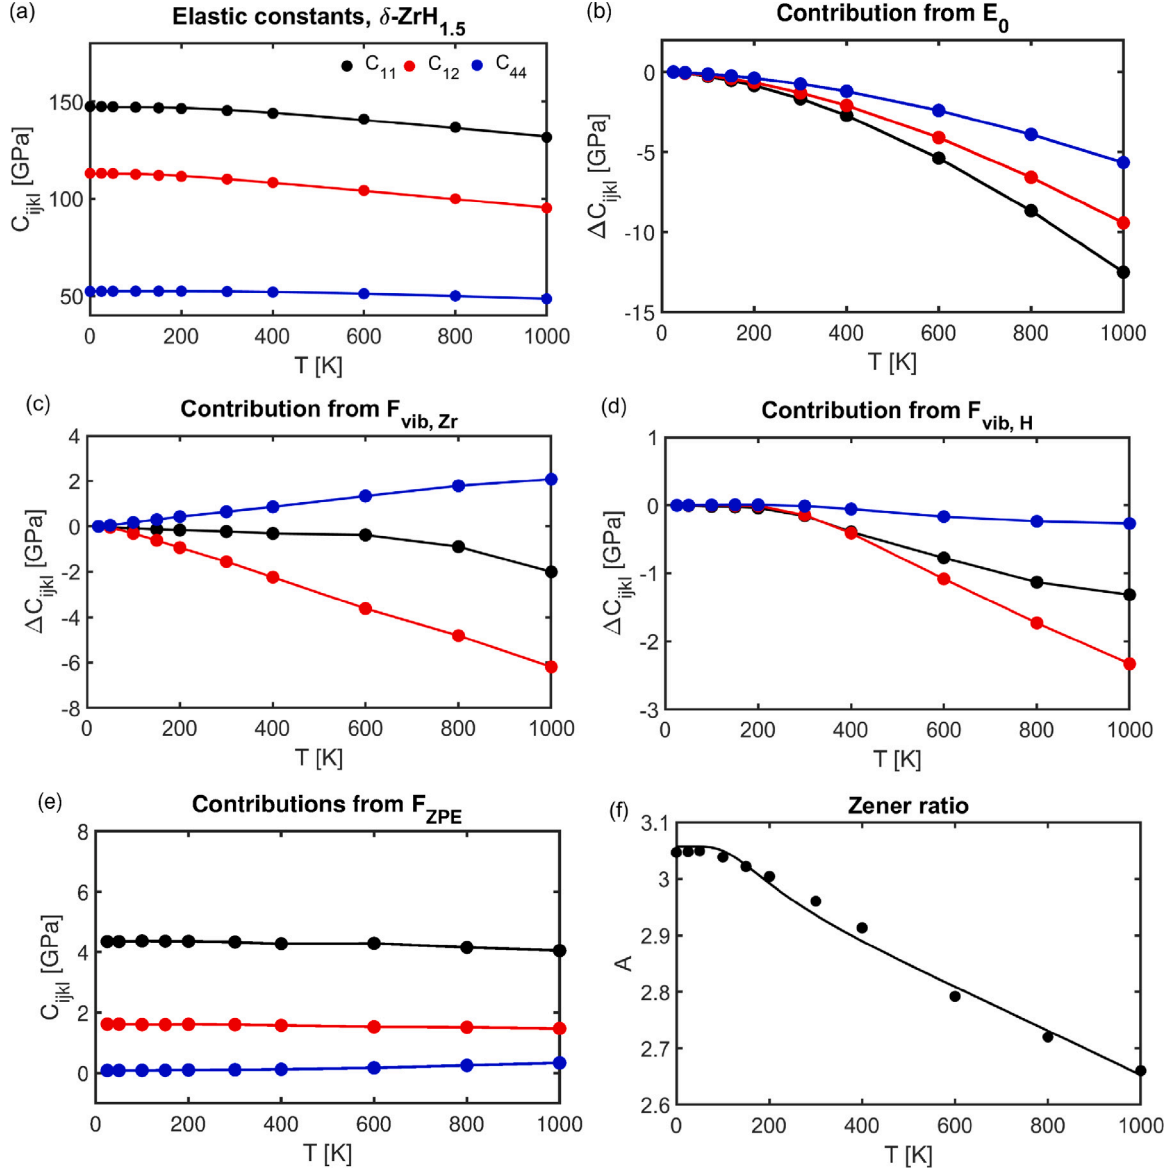 (a)
Elastic constants, δ-ZrH1.5
C11 C12 C44
150
100
50
Cijkl [GPa]
0 200 400 600 800 1000
T [K]
(b)
Contribution from E0
0
-5
-10
-15
ΔCijkl [GPa]
0 200 400 600 800 1000
T [K]
(c)
Contribution from Fvib, Zr
4
2
0
-2
-4
-6
-8
ΔCijkl [GPa]
0 200 400 600 800 1000
T [K]
(d)
Contribution from Fvib, H
1
0
-1
-2
-3
ΔCijkl [GPa]
0 200 400 600 800 1000
T [K]
(e)
Contributions from FZPE
8
6
4
2
0
Cijkl [GPa]
0 200 400 600 800 1000
T [K]
(f)
Zener ratio
3.1
3
2.9
2.8
2.7
2.6
A
0 200 400 600 800 1000
T [K]